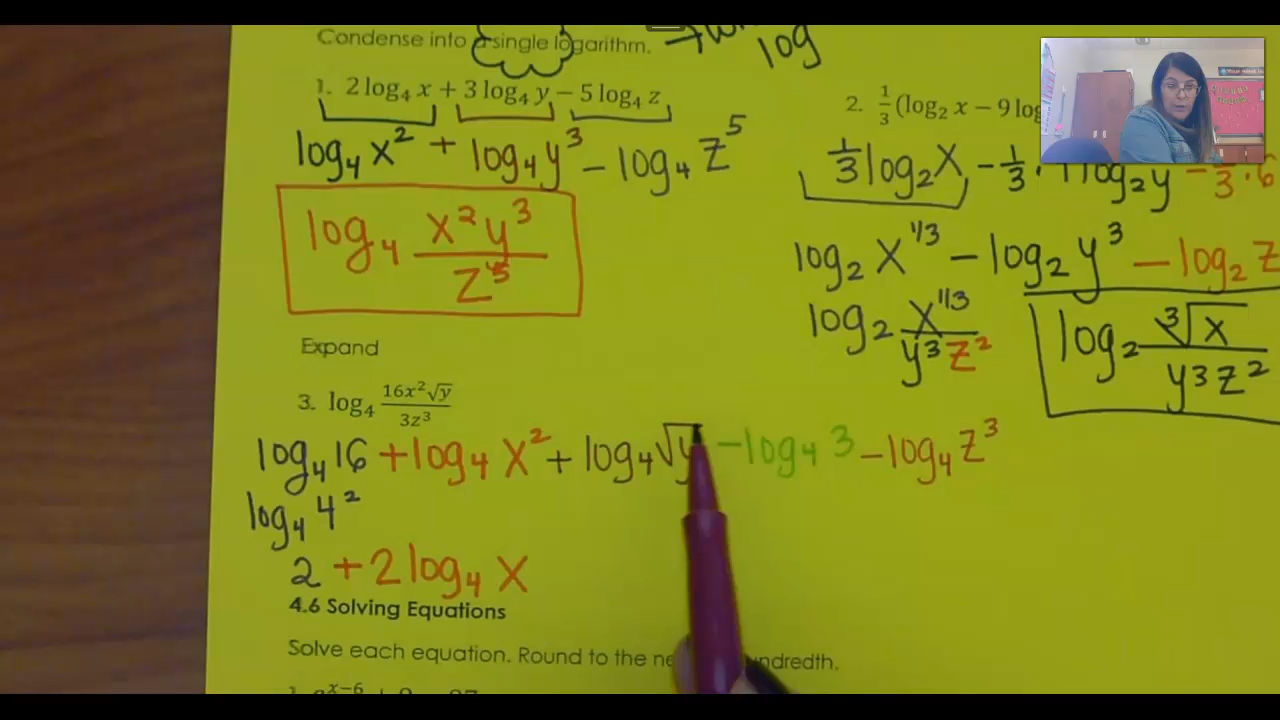 Condense into a single logarithm.
log
1. 2 log₄ x + 3 log₄ y − 5 log₄ z
log₄ x² + log₄ y³ − log₄ z⁵
log₄ x²y³/z⁵
2. 1/3 (log₂ x − 9 log
1/3 log₂ x − 1/3 · log₂ y − 3 · 6
log₂ x^1/3 − log₂ y³ − log₂ z
log₂ x^1/3 / y³z²
log₂ ³√x / y³z²
Expand
3. log₄ 16x²√y / 3z³
log₄ 16 + log₄ x² + log₄ √y − log₄ 3 − log₄ z³
log₄ 4²
2 + 2 log₄ x
4.6 Solving Equations
Solve each equation. Round to the ne ndredth.